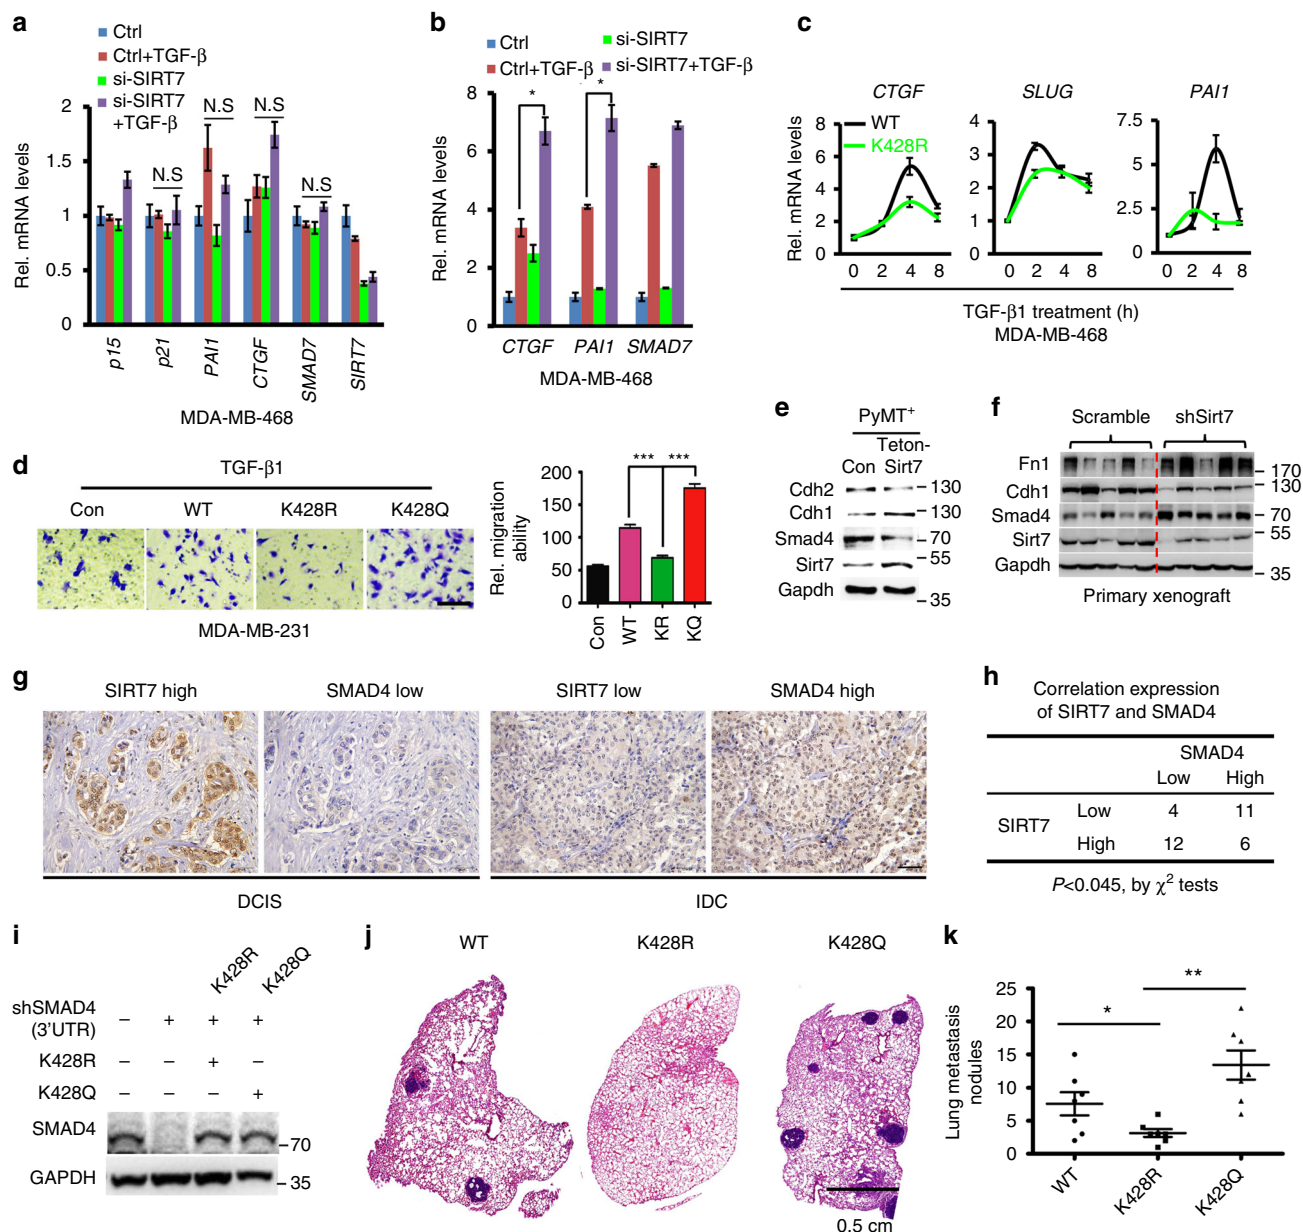 a
Ctrl
Ctrl+TGF-β
si-SIRT7
si-SIRT7
+TGF-β
N.S
N.S
N.S
N.S
Rel. mRNA levels
2
1.5
1
0.5
0
p15
p21
PAI1
CTGF
SMAD7
SIRT7
MDA-MB-468
b
Ctrl
si-SIRT7
Ctrl+TGF-β
si-SIRT7+TGF-β
*
*
Rel. mRNA levels
8
6
4
2
0
CTGF PAI1 SMAD7
MDA-MB-468
c
CTGF SLUG PAI1
WT
K428R
Rel. mRNA levels
8
6
4
2
0
4
3
2
1
0
7.5
5
2.5
0
0 2 4 8
0 2 4 8
0 2 4 8
TGF-β1 treatment (h)
MDA-MB-468
d
TGF-β1
Con WT K428R K428Q
MDA-MB-231
Rel. migration
ability
200
150
100
50
0
*** ***
Con
WT
KR
KQ
e
PyMT+
Teton-
Con Sirt7
Cdh2
130
Cdh1
130
Smad4
70
55
Sirt7
Gapdh
35
f
Scramble shSirt7
Fn1
170
Cdh1
130
Smad4
70
Sirt7
55
Gapdh
35
Primary xenograft
g
SIRT7 high SMAD4 low SIRT7 low SMAD4 high
DCIS IDC
h
Correlation expression
of SIRT7 and SMAD4
SMAD4
Low High
SIRT7
Low 4 11
High 12 6
P<0.045, by χ² tests
i
K428R K428Q
shSMAD4
(3'UTR)
– + + +
K428R – – + –
K428Q – – – +
SMAD4
70
GAPDH
35
j
WT K428R K428Q
0.5 cm
k
Lung metastasis
nodules
25
20
15
10
5
0
*
**
WT
K428R
K428Q